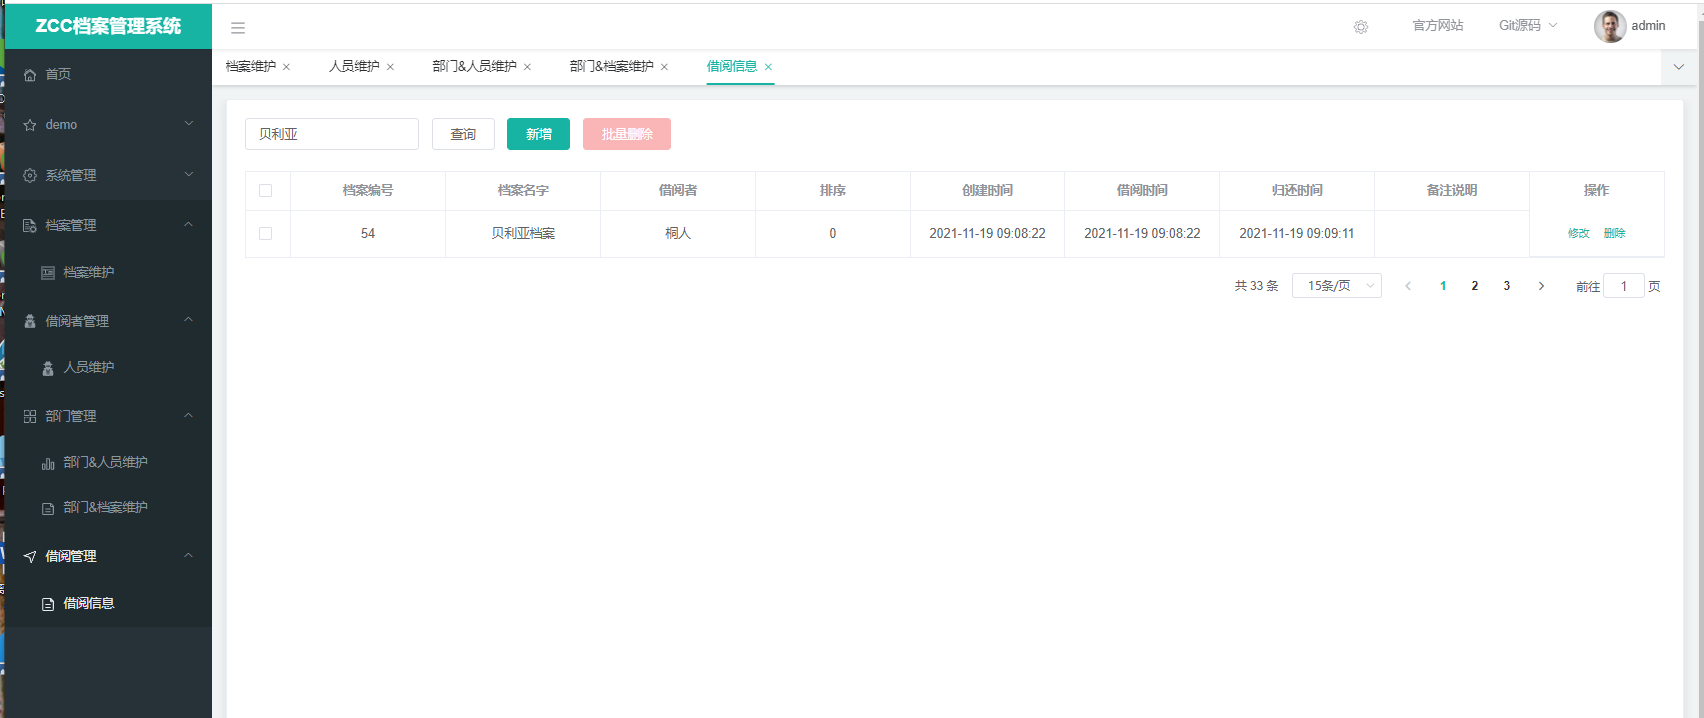 ZCC档案管理系统
官方网站 Git源码 admin
首页
demo
系统管理
档案管理
档案维护
借阅者管理
人员维护
部门管理
部门&人员维护
部门&档案维护
借阅管理
借阅信息
档案维护 × 人员维护 × 部门&人员维护 × 部门&档案维护 × 借阅信息 ×
贝利亚 查询 新增 批量删除
档案编号 档案名字 借阅者 排序 创建时间 借阅时间 归还时间 备注说明 操作
54 贝利亚档案 桐人 0 2021-11-19 09:08:22 2021-11-19 09:08:22 2021-11-19 09:09:11 修改 删除
共 33 条 15条/页 1 2 3 前往 1 页